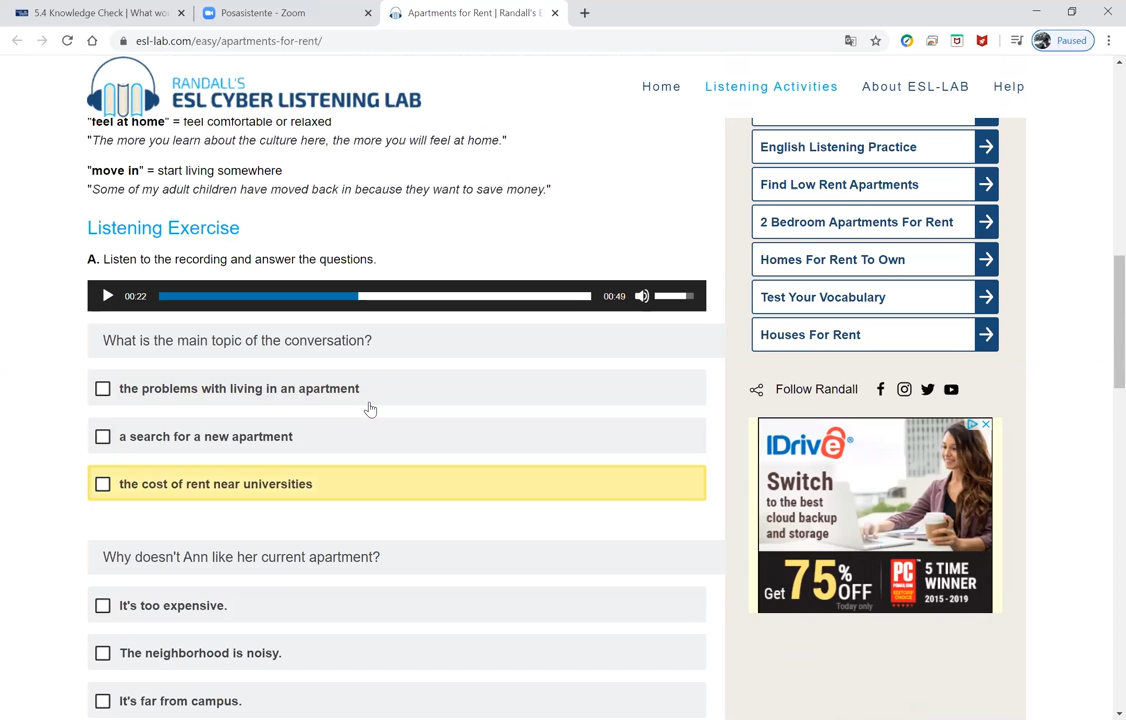 5.4 Knowledge Check | What wo
Posasistente - Zoom
Apartments for Rent | Randall's E
esl-lab.com/easy/apartments-for-rent/
Paused
RANDALL'S
ESL CYBER LISTENING LAB
Home
Listening Activities
About ESL-LAB
Help
"feel at home" = feel comfortable or relaxed
"The more you learn about the culture here, the more you will feel at home."
"move in" = start living somewhere
"Some of my adult children have moved back in because they want to save money."
Listening Exercise
A. Listen to the recording and answer the questions.
00:22
00:49
What is the main topic of the conversation?
the problems with living in an apartment
a search for a new apartment
the cost of rent near universities
Why doesn't Ann like her current apartment?
It's too expensive.
The neighborhood is noisy.
It's far from campus.
English Listening Practice
Find Low Rent Apartments
2 Bedroom Apartments For Rent
Homes For Rent To Own
Test Your Vocabulary
Houses For Rent
Follow Randall
IDrive®
Switch
to the best
cloud backup
and storage
Get 75% OFF
Today only
PC
EDITORS' CHOICE
5 TIME
WINNER
2015-2019